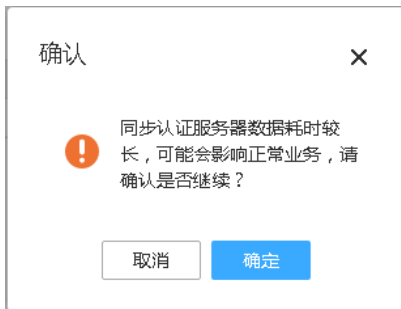 确认
同步认证服务器数据耗时较
长，可能会影响正常业务，请
确认是否继续？
取消 确定